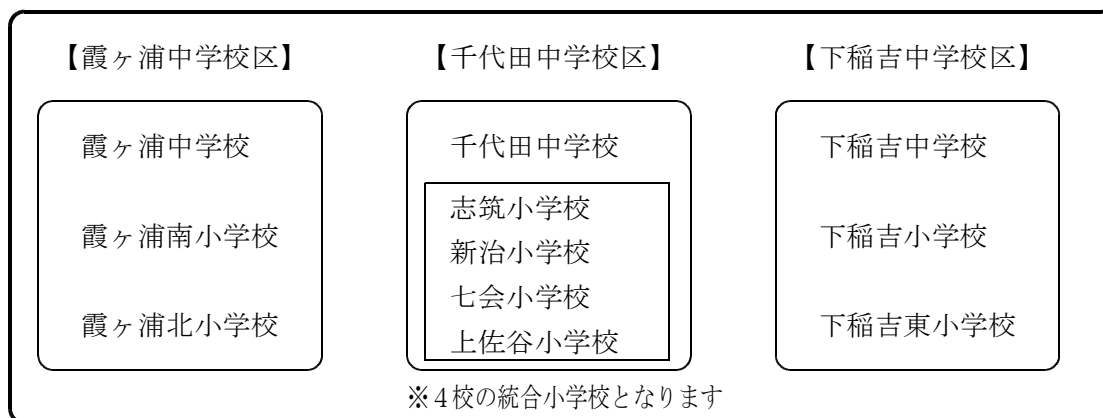 【霞ヶ浦中学校区】
霞ヶ浦中学校
霞ヶ浦南小学校
霞ヶ浦北小学校
【千代田中学校区】
千代田中学校
志筑小学校
新治小学校
七会小学校
上佐谷小学校
※４校の統合小学校となります
【下稲吉中学校区】
下稲吉中学校
下稲吉小学校
下稲吉東小学校